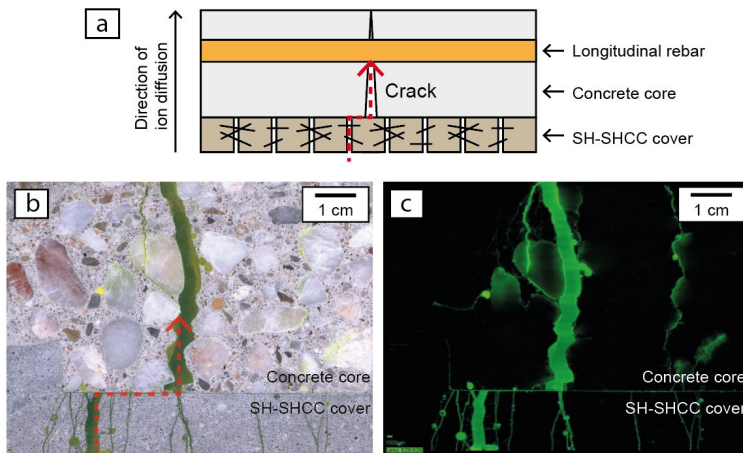 a
Direction of
ion diffusion
Crack
Longitudinal rebar
Concrete core
SH-SHCC cover
b
1 cm
Concrete core
SH-SHCC cover
c
1 cm
Concrete core
SH-SHCC cover